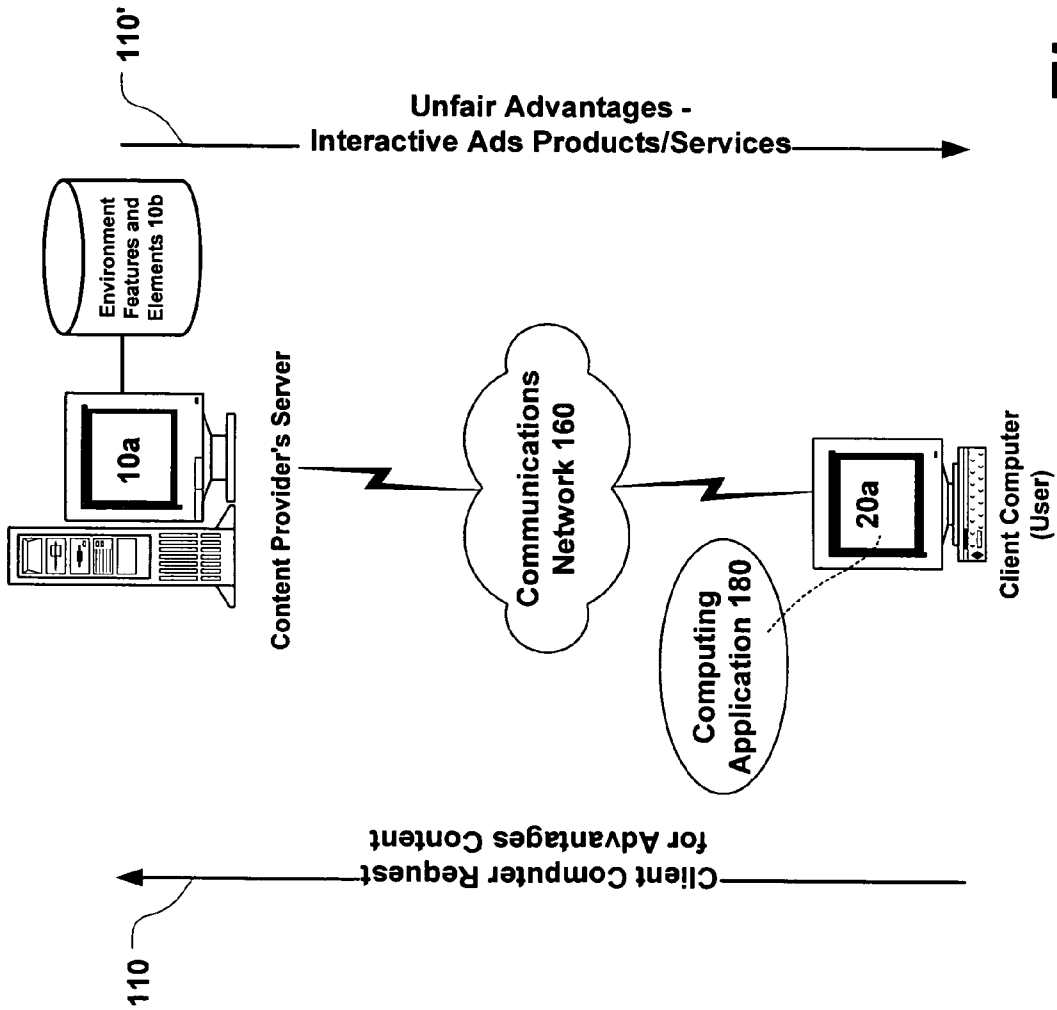 110'
Unfair Advantages -
Interactive Ads Products/Services
Environment
Features and
Elements 10b
10a
Content Provider's Server
Communications
Network 160
20a
Computing
Application 180
Client Computer
(User)
Client Computer Request
for Advantages Content
110